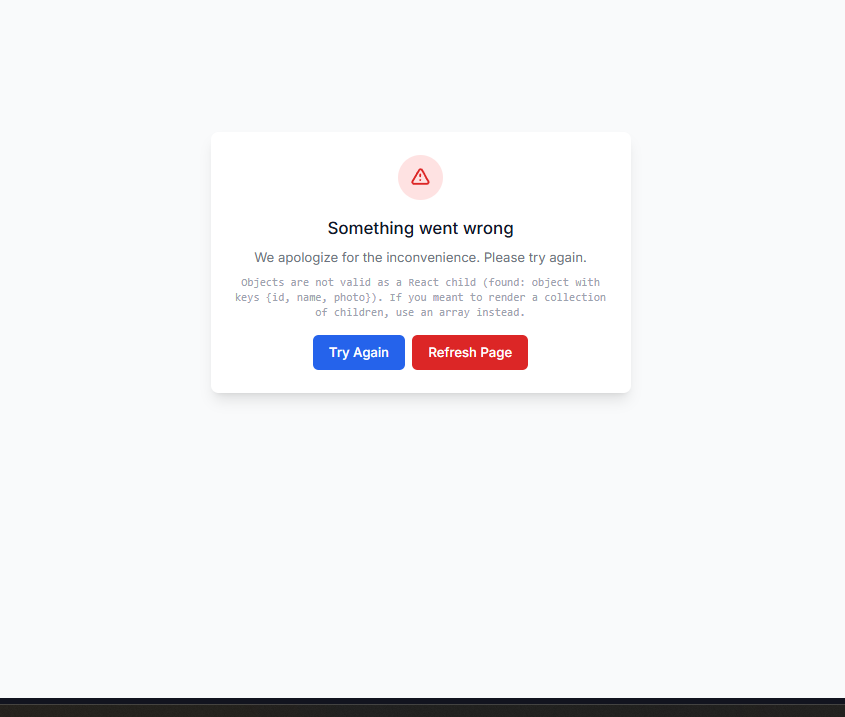 Something went wrong
We apologize for the inconvenience. Please try again.
Objects are not valid as a React child (found: object with
keys {id, name, photo}). If you meant to render a collection
of children, use an array instead.
Try Again
Refresh Page